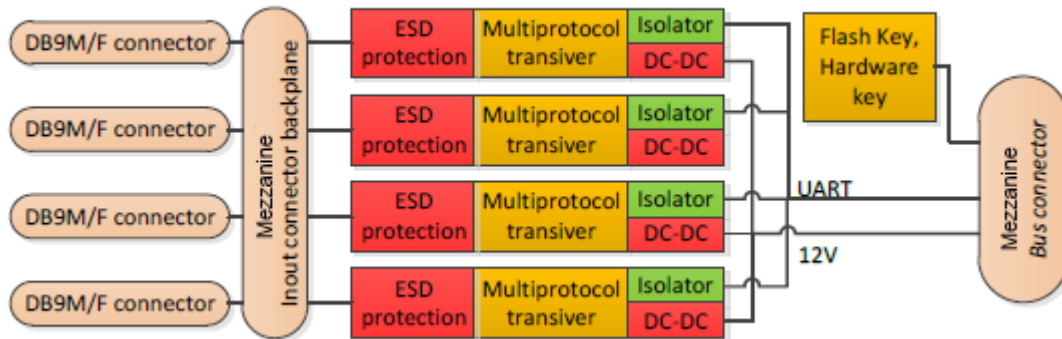 DB9M/F connector
DB9M/F connector
DB9M/F connector
DB9M/F connector
Mezzanine
Inout connector backplane
ESD
protection
Multiprotocol
transiver
Isolator
DC-DC
ESD
protection
Multiprotocol
transiver
Isolator
DC-DC
ESD
protection
Multiprotocol
transiver
Isolator
DC-DC
ESD
protection
Multiprotocol
transiver
Isolator
DC-DC
UART
12V
Flash Key,
Hardware
key
Mezzanine
Bus connector